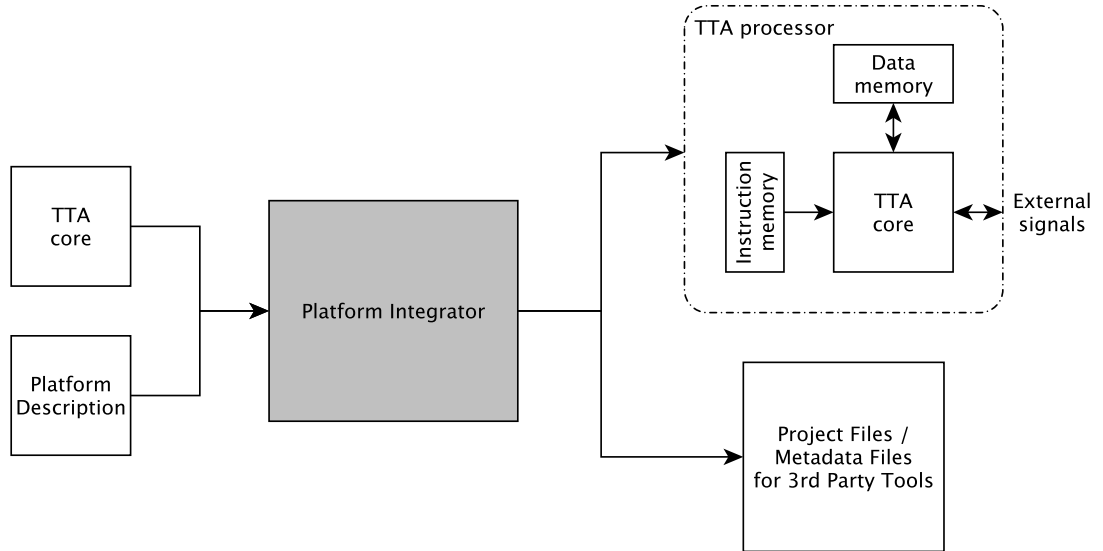 TTA
core
Platform
Description
Platform Integrator
TTA processor
Data
memory
Instruction
memory
TTA
core
External
signals
Project Files /
Metadata Files
for 3rd Party Tools